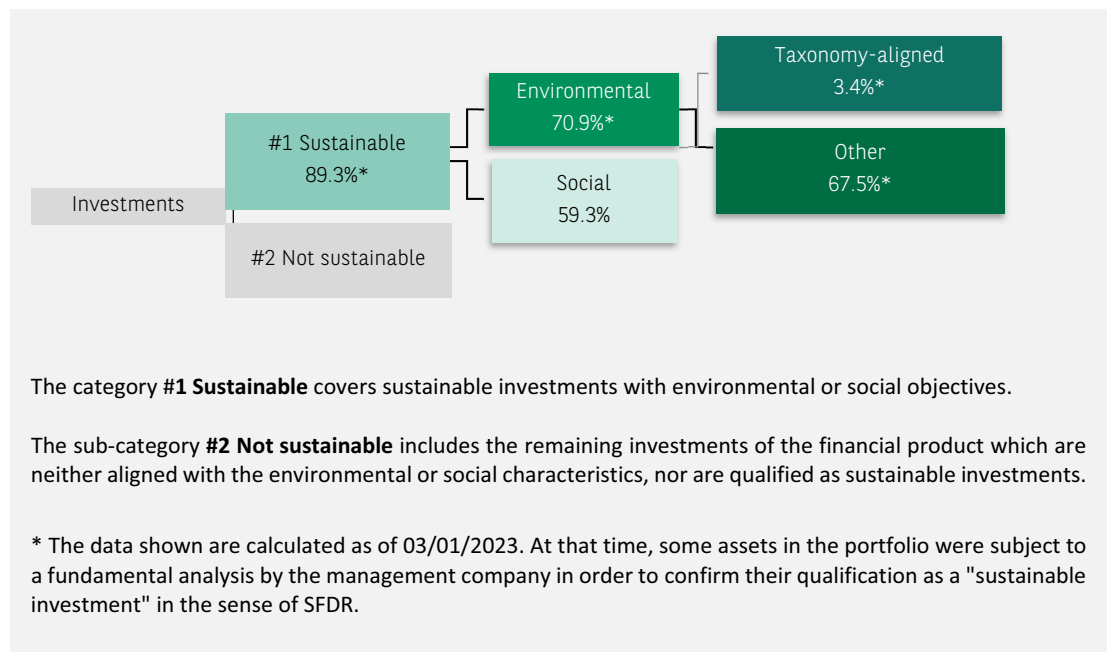 Investments
#1 Sustainable
89.3%*
#2 Not sustainable
Environmental
70.9%*
Social
59.3%
Taxonomy-aligned
3.4%*
Other
67.5%*
The category #1 Sustainable covers sustainable investments with environmental or social objectives.
The sub-category #2 Not sustainable includes the remaining investments of the financial product which are
neither aligned with the environmental or social characteristics, nor are qualified as sustainable investments.
* The data shown are calculated as of 03/01/2023. At that time, some assets in the portfolio were subject to
a fundamental analysis by the management company in order to confirm their qualification as a "sustainable
investment" in the sense of SFDR.